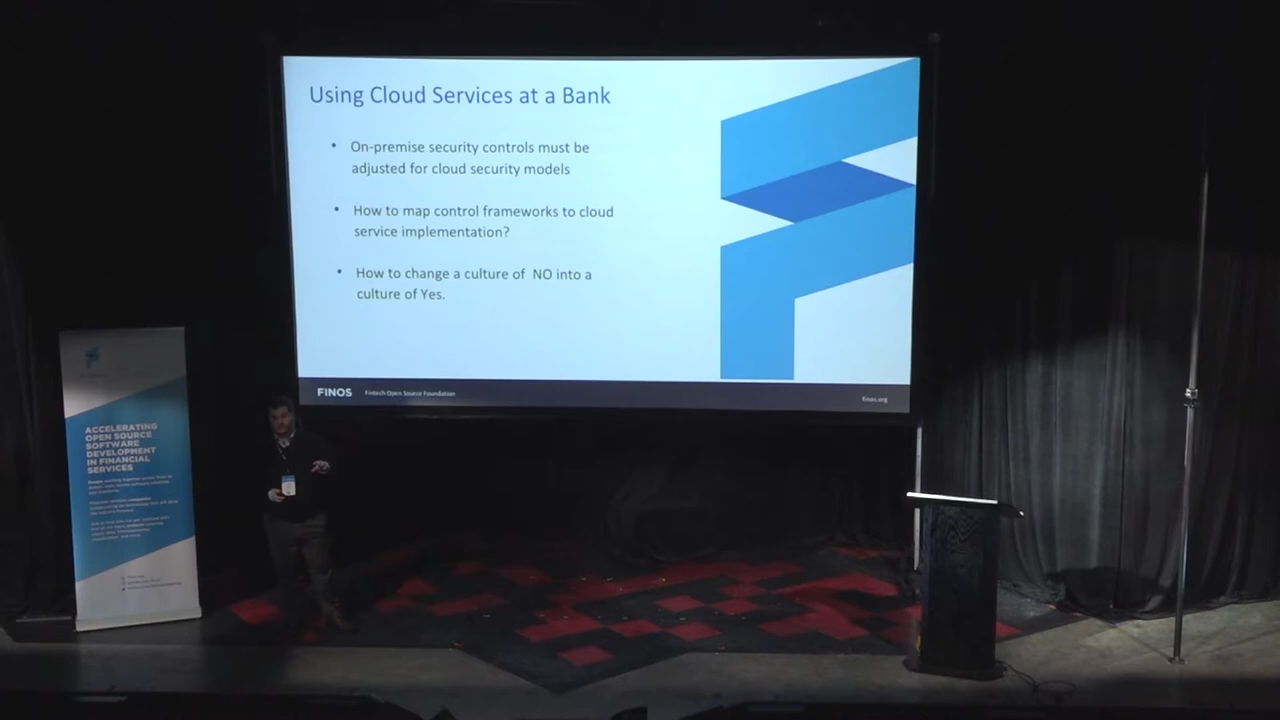 Using Cloud Services at a Bank
• On-premise security controls must be
adjusted for cloud security models
• How to map control frameworks to cloud
service implementation?
• How to change a culture of  NO into a
culture of Yes.
FINOS Fintech Open Source Foundation
finos.org
ACCELERATING
OPEN SOURCE
SOFTWARE
DEVELOPMENT
IN FINANCIAL
SERVICES